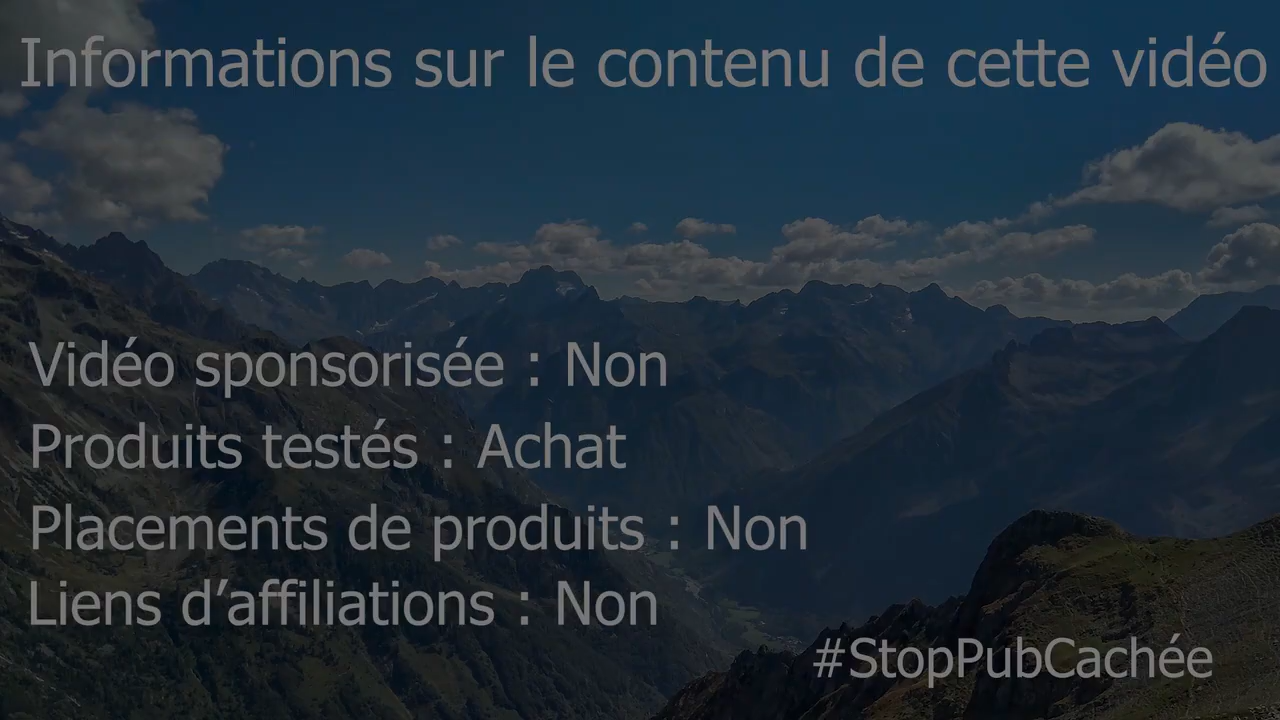 Informations sur le contenu de cette vidéo
Vidéo sponsorisée : Non
Produits testés : Achat
Placements de produits : Non
Liens d’affiliations : Non
#StopPubCachée